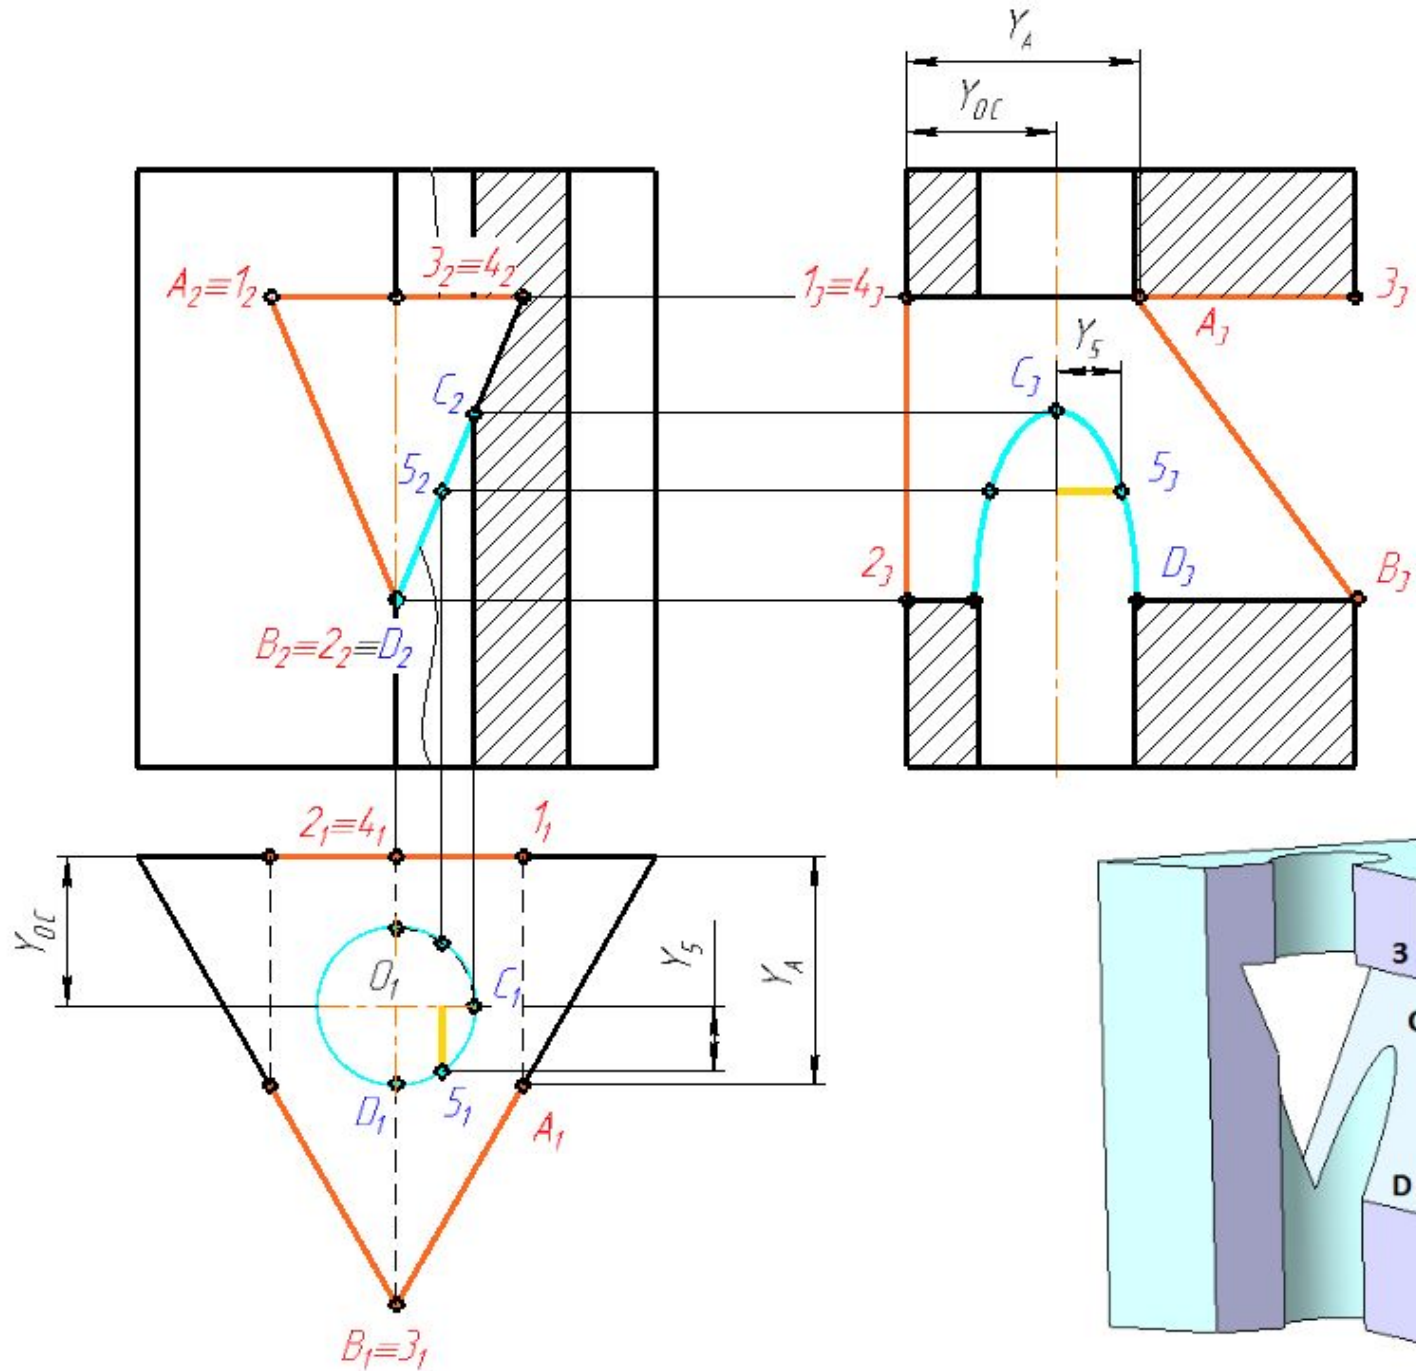 Y_A
Y_OC
A₂≡1₂
3₂≡4₂
1₃≡4₃
3₃
A₃
Y₅
C₃
C₂
5₂
5₃
2₃
D₃
B₃
B₂≡2₂≡D₂
2₁≡4₁
1₁
Y_OC
O₁
C₁
Y₅
Y_A
D₁
5₁
A₁
B₁≡3₁
3
D